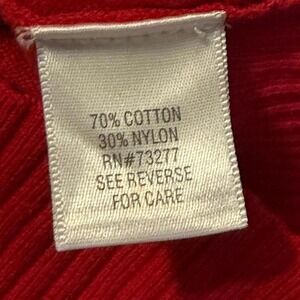 70% COTTON
30% NYLON
RN#73277
SEE REVERSE
FOR CARE